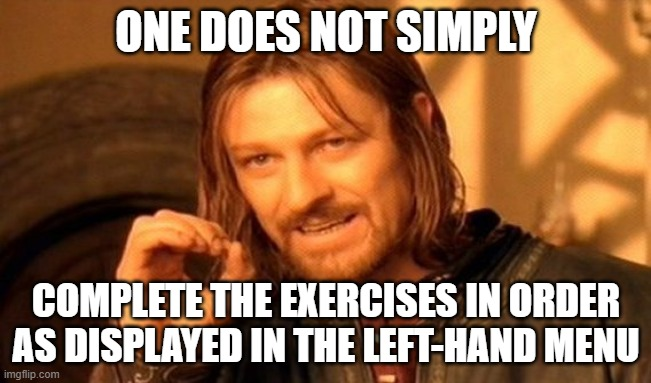 ONE DOES NOT SIMPLY
COMPLETE THE EXERCISES IN ORDER
AS DISPLAYED IN THE LEFT-HAND MENU
imgflip.com